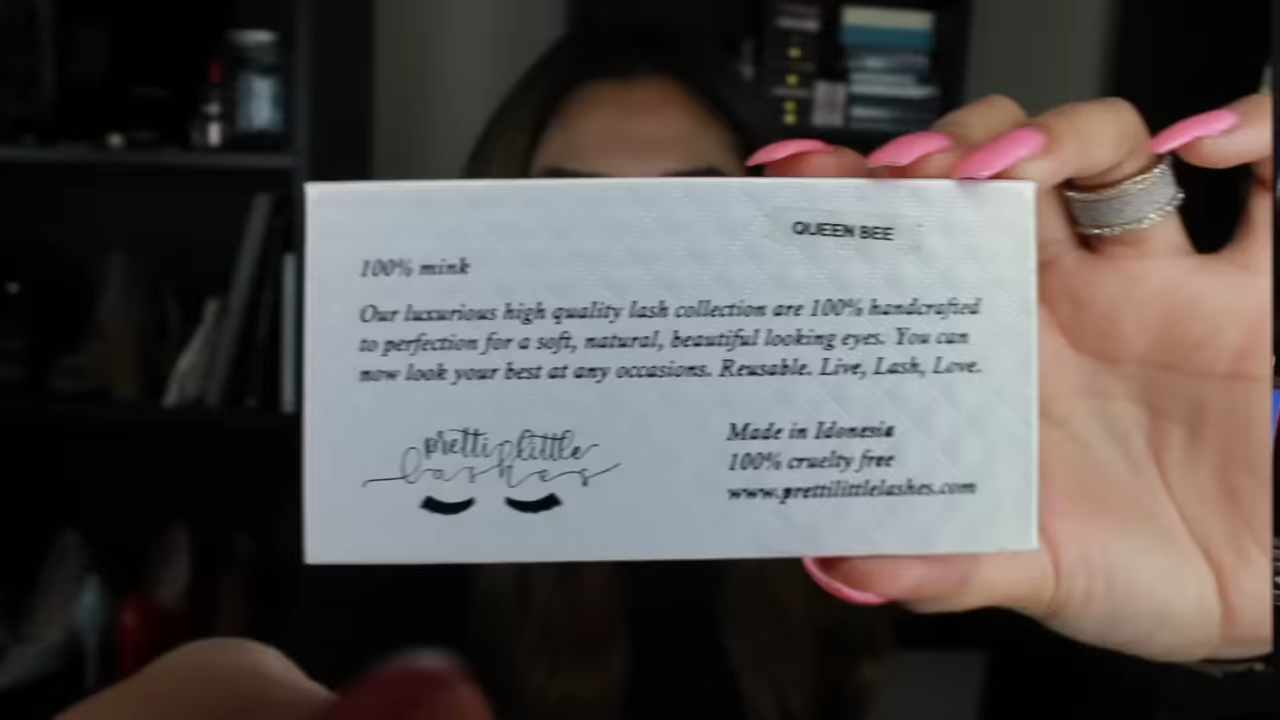 QUEEN BEE
100% mink
Our luxurious high quality lash collection are 100% handcrafted
to perfection for a soft, natural, beautiful looking eyes. You can
now look your best at any occasions. Reusable. Live, Lash, Love.
pretti little
lashes
Made in Idonesia
100% cruelty free
www.prettilittlelashes.com